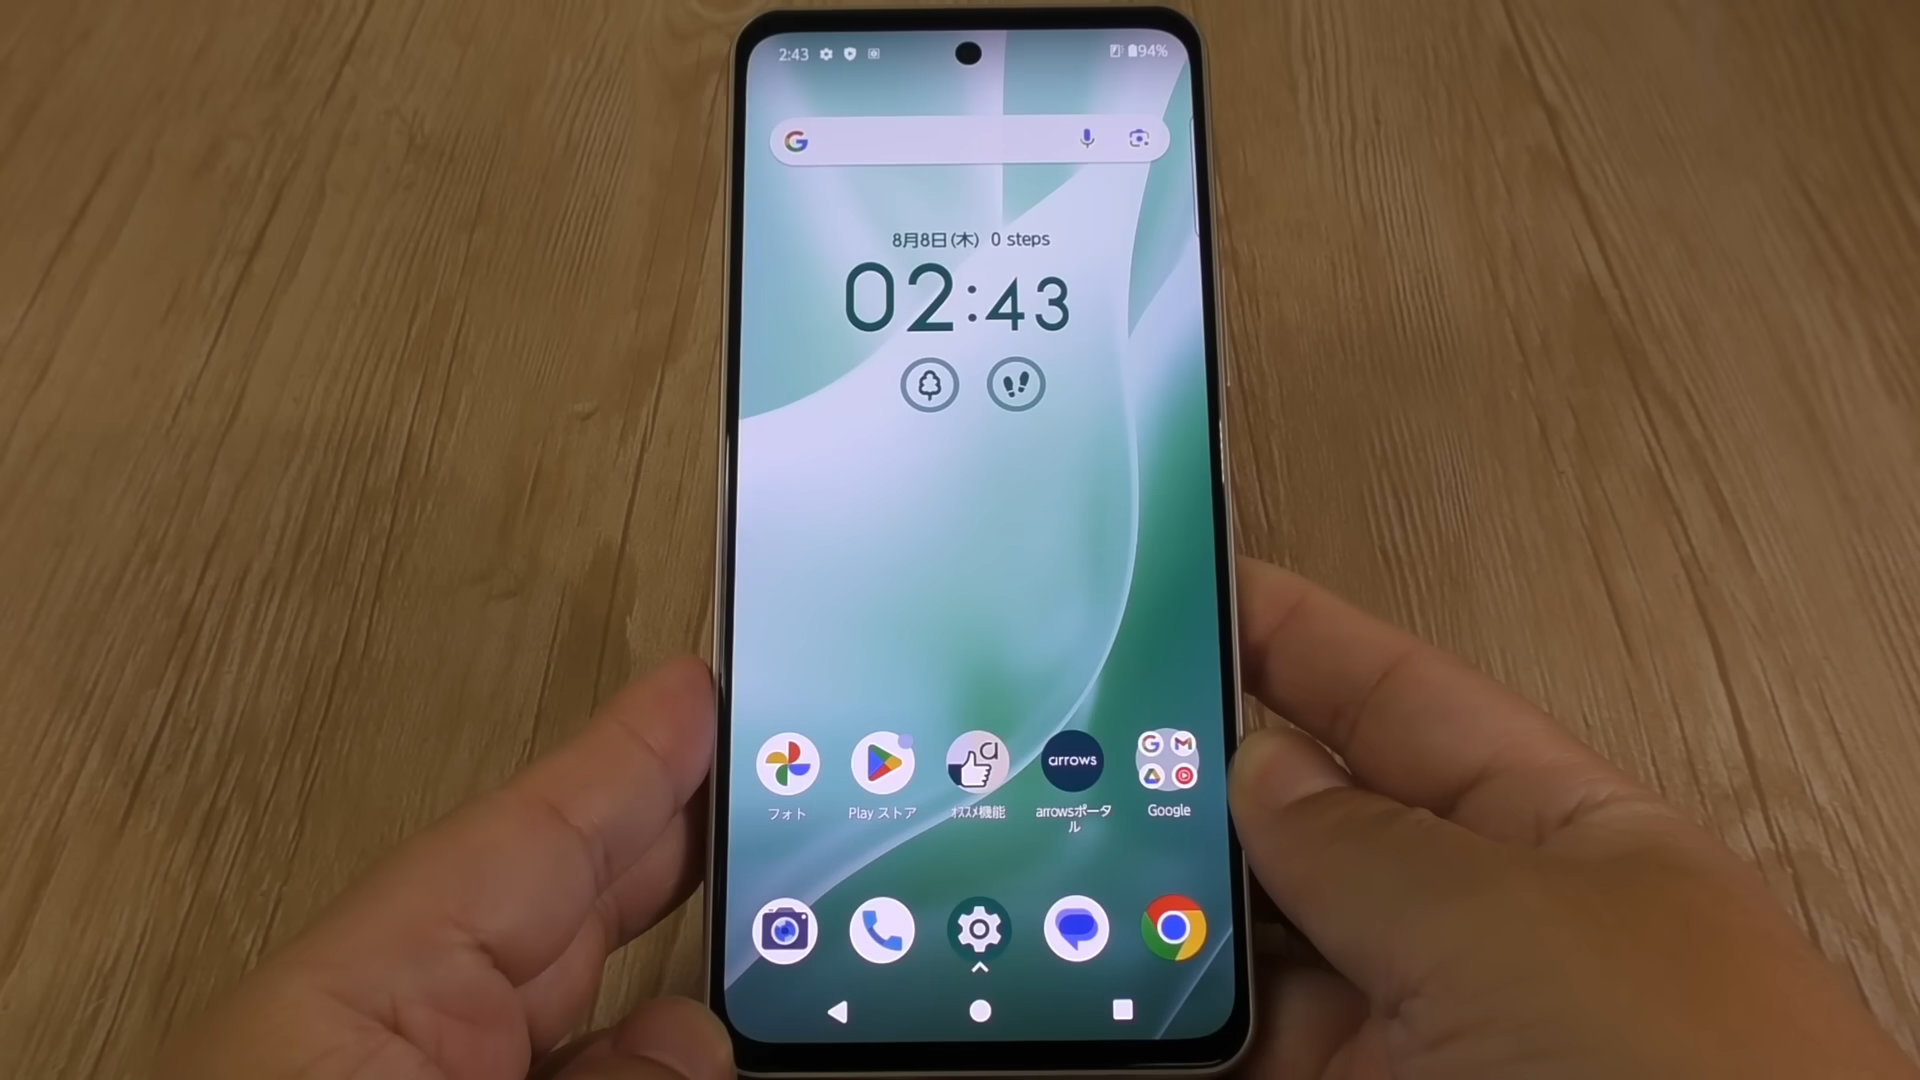 2:43
94%
8月8日(木) 0 steps
02:43
フォト
Play ストア
ｵｽｽﾒ機能
arrows
arrowsポータ
ル
Google